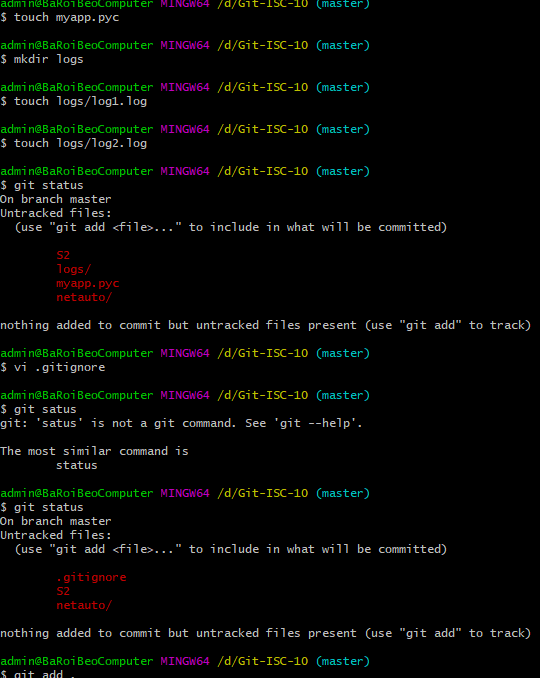 admin@BaRoiBeoComputer MINGW64 /d/Git-ISC-10 (master)
$ touch myapp.pyc
admin@BaRoiBeoComputer MINGW64 /d/Git-ISC-10 (master)
$ mkdir logs
admin@BaRoiBeoComputer MINGW64 /d/Git-ISC-10 (master)
$ touch logs/log1.log
admin@BaRoiBeoComputer MINGW64 /d/Git-ISC-10 (master)
$ touch logs/log2.log
admin@BaRoiBeoComputer MINGW64 /d/Git-ISC-10 (master)
$ git status
On branch master
Untracked files:
  (use "git add <file>..." to include in what will be committed)
        S2
        logs/
        myapp.pyc
        netauto/
nothing added to commit but untracked files present (use "git add" to track)
admin@BaRoiBeoComputer MINGW64 /d/Git-ISC-10 (master)
$ vi .gitignore
admin@BaRoiBeoComputer MINGW64 /d/Git-ISC-10 (master)
$ git satus
git: 'satus' is not a git command. See 'git --help'.
The most similar command is
        status
admin@BaRoiBeoComputer MINGW64 /d/Git-ISC-10 (master)
$ git status
On branch master
Untracked files:
  (use "git add <file>..." to include in what will be committed)
        .gitignore
        S2
        netauto/
nothing added to commit but untracked files present (use "git add" to track)
admin@BaRoiBeoComputer MINGW64 /d/Git-ISC-10 (master)
$ git add .